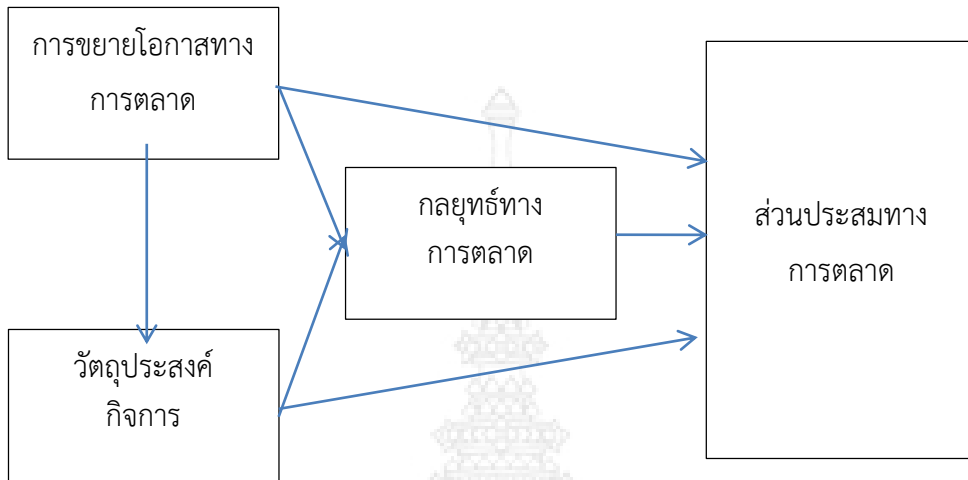 การขยายโอกาสทาง
การตลาด
กลยุทธ์ทาง
การตลาด
ส่วนประสมทาง
การตลาด
วัตถุประสงค์
กิจการ